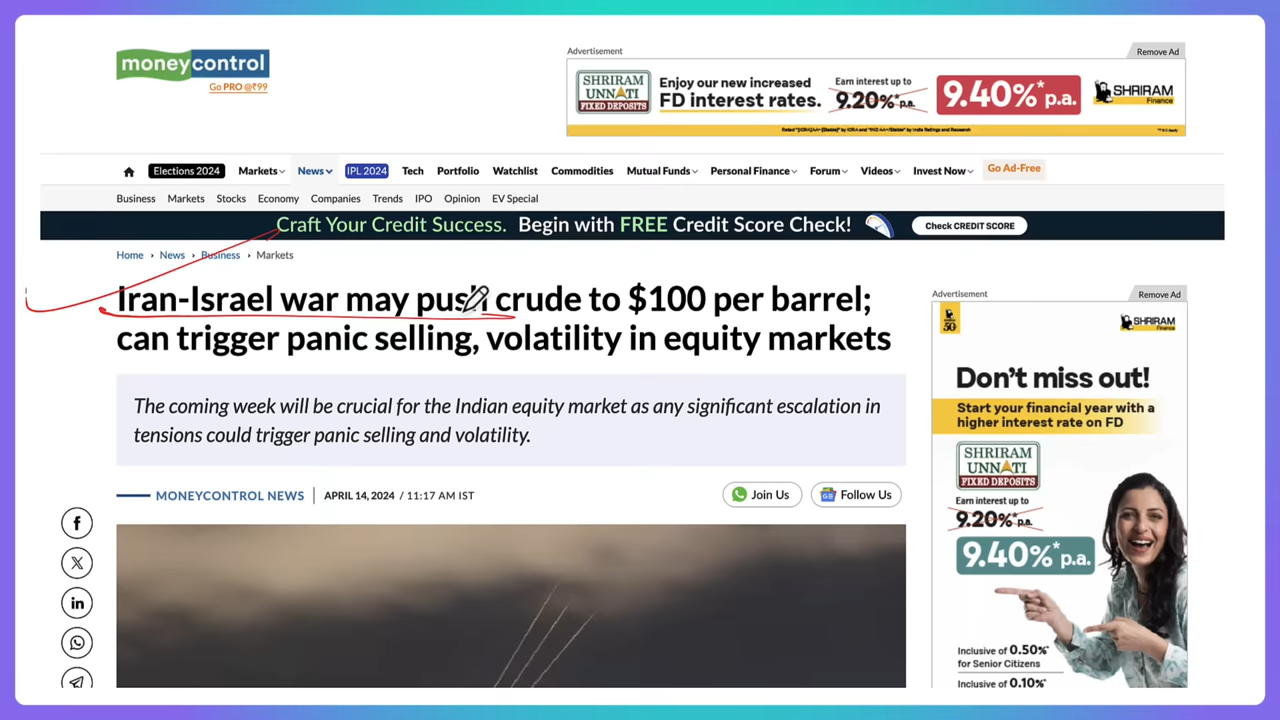 moneycontrol
Go PRO @₹99
Advertisement
Remove Ad
SHRIRAM
UNNATI
FIXED DEPOSITS
Enjoy our new increased
FD interest rates.
Earn interest up to
9.20%*p.a.
9.40%*p.a.
SHRIRAM
Finance
Elections 2024
Markets
News
IPL 2024
Tech
Portfolio
Watchlist
Commodities
Mutual Funds
Personal Finance
Forum
Videos
Invest Now
Go Ad-Free
Business
Markets
Stocks
Economy
Companies
Trends
IPO
Opinion
EV Special
Craft Your Credit Success. Begin with FREE Credit Score Check!
Check CREDIT SCORE
Home › News › Business › Markets
Iran-Israel war may push crude to $100 per barrel;
can trigger panic selling, volatility in equity markets
The coming week will be crucial for the Indian equity market as any significant escalation in
tensions could trigger panic selling and volatility.
MONEYCONTROL NEWS
APRIL 14, 2024 / 11:17 AM IST
Join Us
Follow Us
Advertisement
Remove Ad
50
SHRIRAM
Don't miss out!
Start your financial year with a
higher interest rate on FD
SHRIRAM
UNNATI
FIXED DEPOSITS
Earn interest up to
9.20%*p.a.
9.40%*p.a.
Inclusive of 0.50%*
for Senior Citizens
Inclusive of 0.10%*